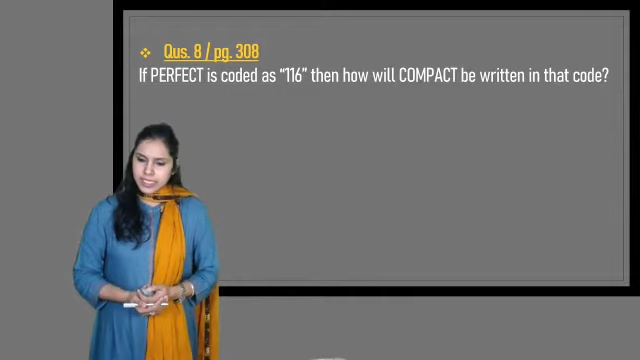 ❖ Qus. 8 / pg. 308
If PERFECT is coded as “116” then how will COMPACT be written in that code?